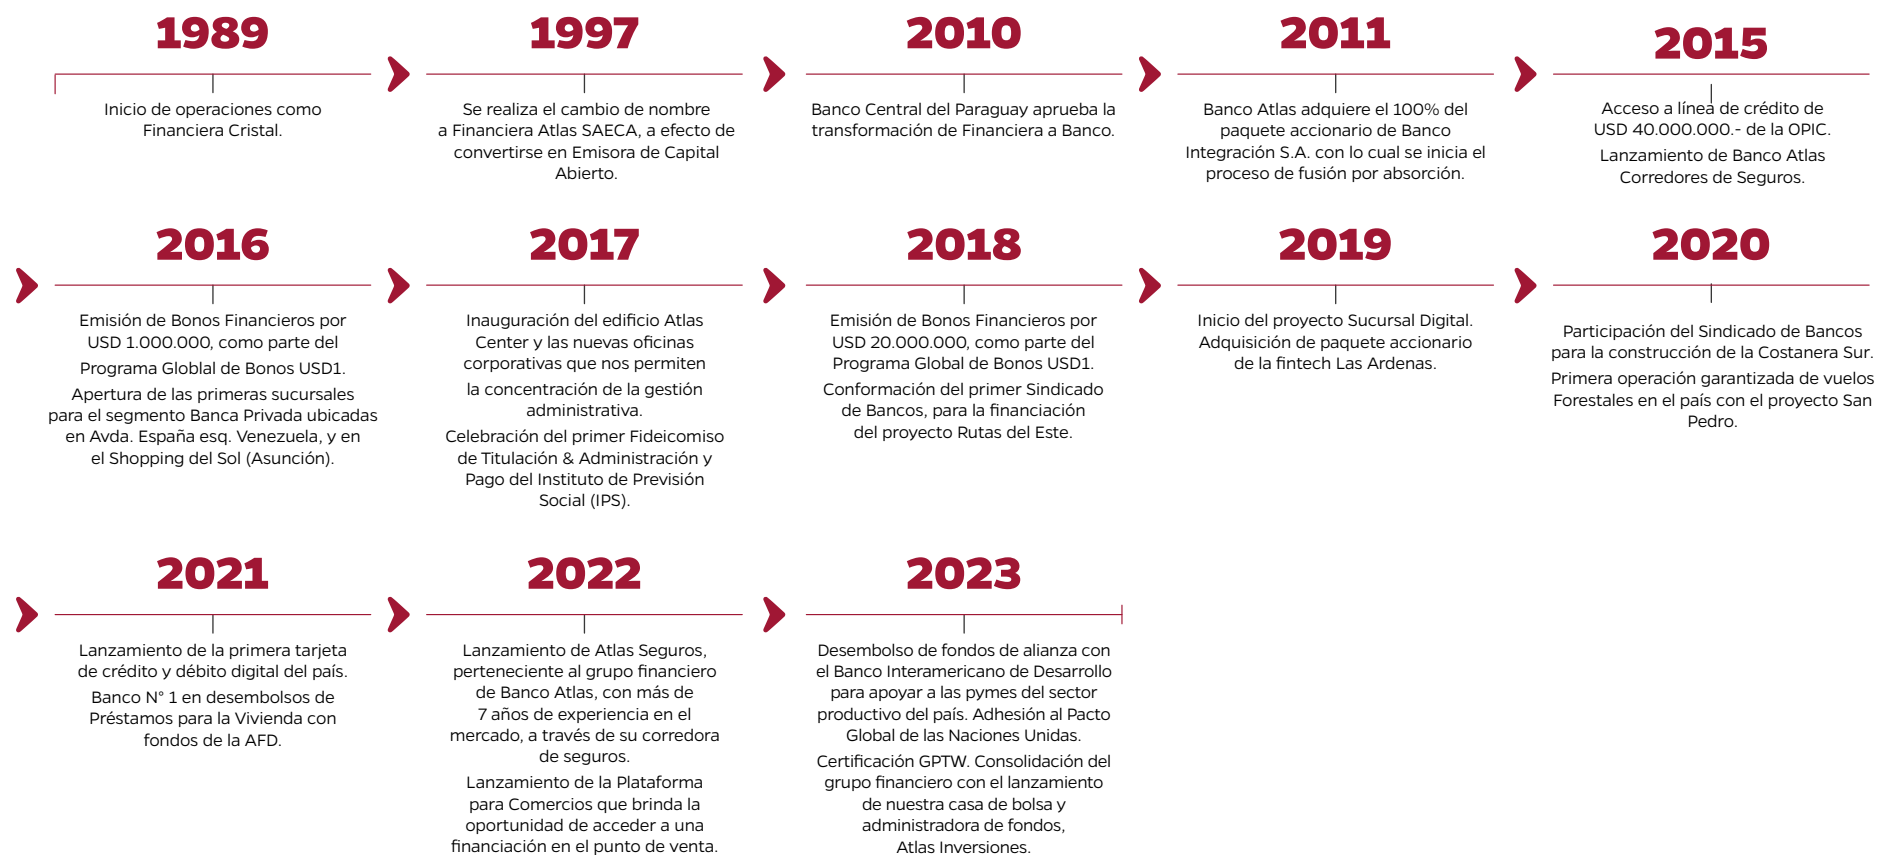 1989
Inicio de operaciones como
Financiera Cristal.
1997
Se realiza el cambio de nombre
a Financiera Atlas SAECA, a efecto de
convertirse en Emisora de Capital
Abierto.
2010
Banco Central del Paraguay aprueba la
transformación de Financiera a Banco.
2011
Banco Atlas adquiere el 100% del
paquete accionario de Banco
Integración S.A. con lo cual se inicia el
proceso de fusión por absorción.
2015
Acceso a línea de crédito de
USD 40.000.000.- de la OPIC.
Lanzamiento de Banco Atlas
Corredores de Seguros.
2016
Emisión de Bonos Financieros por
USD 1.000.000, como parte del
Programa Globlal de Bonos USD1.
Apertura de las primeras sucursales
para el segmento Banca Privada ubicadas
en Avda. España esq. Venezuela, y en
el Shopping del Sol (Asunción).
2017
Inauguración del edificio Atlas
Center y las nuevas oficinas
corporativas que nos permiten
la concentración de la gestión
administrativa.
Celebración del primer Fideicomiso
de Titulación & Administración y
Pago del Instituto de Previsión
Social (IPS).
2018
Emisión de Bonos Financieros por
USD 20.000.000, como parte del
Programa Global de Bonos USD1.
Conformación del primer Sindicado
de Bancos, para la financiación
del proyecto Rutas del Este.
2019
Inicio del proyecto Sucursal Digital.
Adquisición de paquete accionario
de la fintech Las Ardenas.
2020
Participación del Sindicado de Bancos
para la construcción de la Costanera Sur.
Primera operación garantizada de vuelos
Forestales en el país con el proyecto San
Pedro.
2021
Lanzamiento de la primera tarjeta
de crédito y débito digital del país.
Banco N° 1 en desembolsos de
Préstamos para la Vivienda con
fondos de la AFD.
2022
Lanzamiento de Atlas Seguros,
perteneciente al grupo financiero
de Banco Atlas, con más de
7 años de experiencia en el
mercado, a través de su corredora
de seguros.
Lanzamiento de la Plataforma
para Comercios que brinda la
oportunidad de acceder a una
financiación en el punto de venta.
2023
Desembolso de fondos de alianza con
el Banco Interamericano de Desarrollo
para apoyar a las pymes del sector
productivo del país. Adhesión al Pacto
Global de las Naciones Unidas.
Certificación GPTW. Consolidación del
grupo financiero con el lanzamiento
de nuestra casa de bolsa y
administradora de fondos,
Atlas Inversiones.